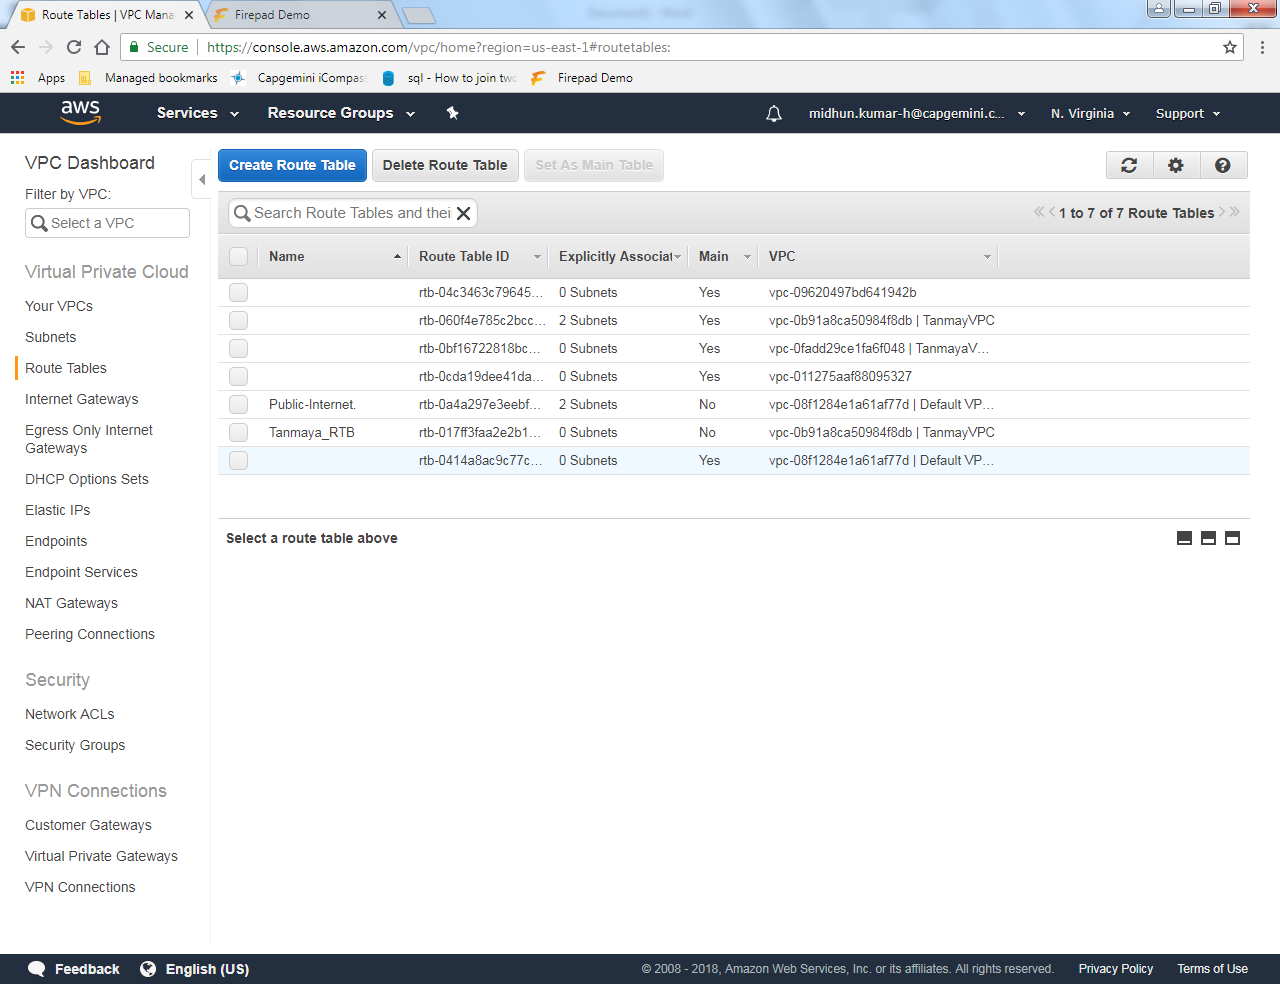 Route Tables | VPC Mana
Firepad Demo
Secure
https://console.aws.amazon.com/vpc/home?region=us-east-1#routetables:
Apps Managed bookmarks Capgemini iCompas sql - How to join two Firepad Demo
aws Services Resource Groups midhun.kumar-h@capgemini.c... N. Virginia Support
VPC Dashboard
Filter by VPC:
Select a VPC
Virtual Private Cloud
Your VPCs
Subnets
Route Tables
Internet Gateways
Egress Only Internet
Gateways
DHCP Options Sets
Elastic IPs
Endpoints
Endpoint Services
NAT Gateways
Peering Connections
Security
Network ACLs
Security Groups
VPN Connections
Customer Gateways
Virtual Private Gateways
VPN Connections
Create Route Table Delete Route Table Set As Main Table
Search Route Tables and thei
1 to 7 of 7 Route Tables
Name Route Table ID Explicitly Associat Main VPC
rtb-04c3463c79645... 0 Subnets Yes vpc-09620497bd641942b
rtb-060f4e785c2bcc... 2 Subnets Yes vpc-0b91a8ca50984f8db | TanmayVPC
rtb-0bf16722818bc... 0 Subnets Yes vpc-0fadd29ce1fa6f048 | TanmayaV...
rtb-0cda19dee41da... 0 Subnets Yes vpc-011275aaf88095327
Public-Internet. rtb-0a4a297e3eebf... 2 Subnets No vpc-08f1284e1a61af77d | Default VP...
Tanmaya_RTB rtb-017ff3faa2e2b1... 0 Subnets No vpc-0b91a8ca50984f8db | TanmayVPC
rtb-0414a8ac9c77c... 0 Subnets Yes vpc-08f1284e1a61af77d | Default VP...
Select a route table above
Feedback English (US) © 2008 - 2018, Amazon Web Services, Inc. or its affiliates. All rights reserved. Privacy Policy Terms of Use